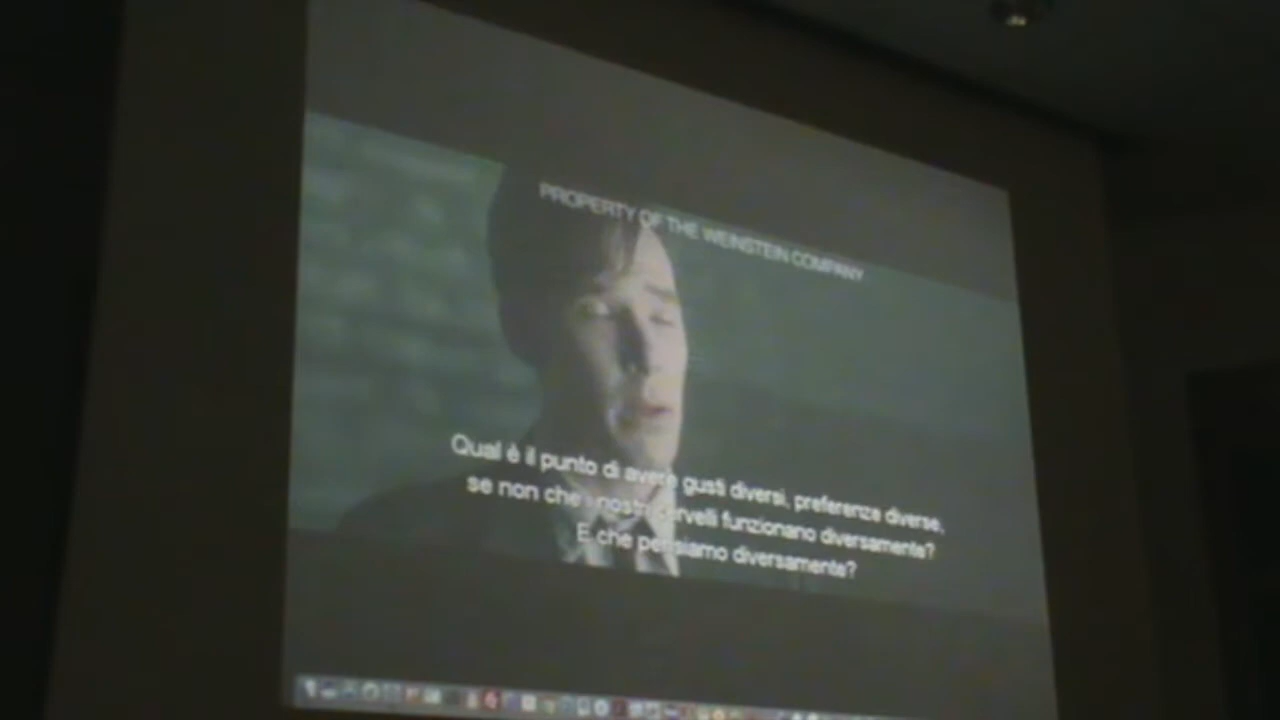 PROPERTY OF THE WEINSTEIN COMPANY
Qual è il punto di avere gusti diversi, preferenze diverse,
se non che i nostri cervelli funzionano diversamente?
E che pensiamo diversamente?